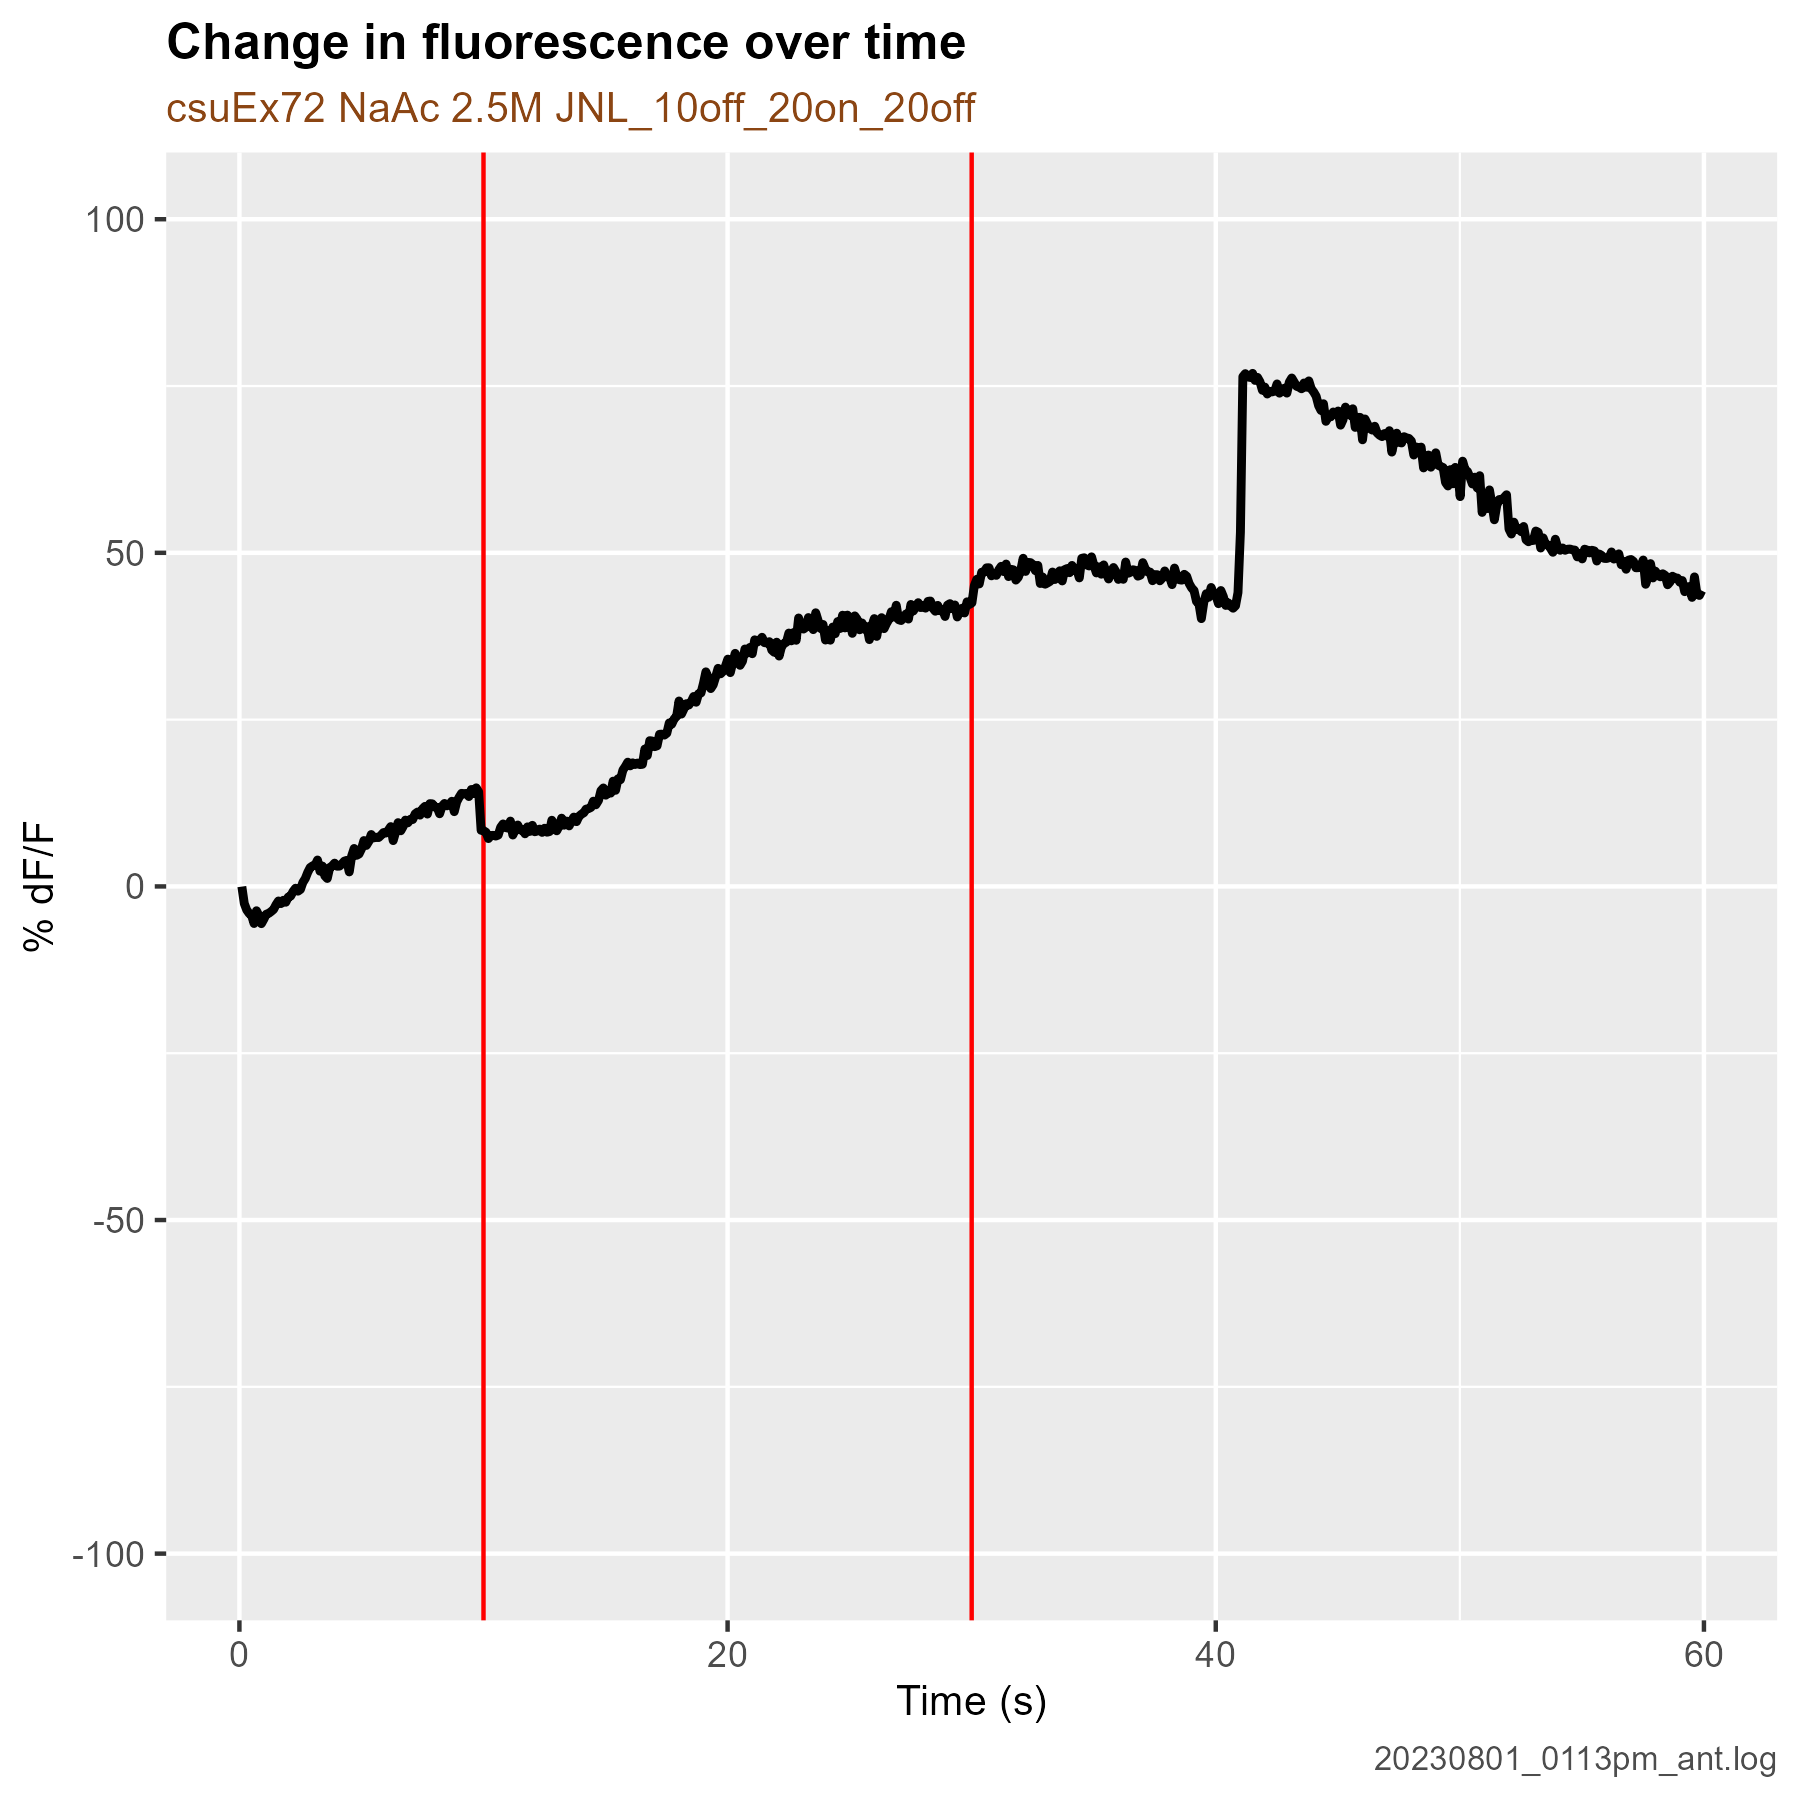 Change in fluorescence over time
csuEx72 NaAc 2.5M JNL_10off_20on_20off
100
50
0
-50
-100
% dF/F
0 20 40 60
Time (s)
20230801_0113pm_ant.log